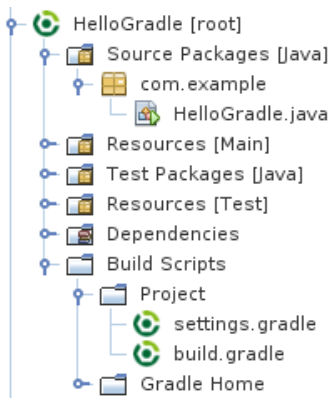 HelloGradle [root]
Source Packages [Java]
com.example
HelloGradle.java
Resources [Main]
Test Packages [Java]
Resources [Test]
Dependencies
Build Scripts
Project
settings.gradle
build.gradle
Gradle Home